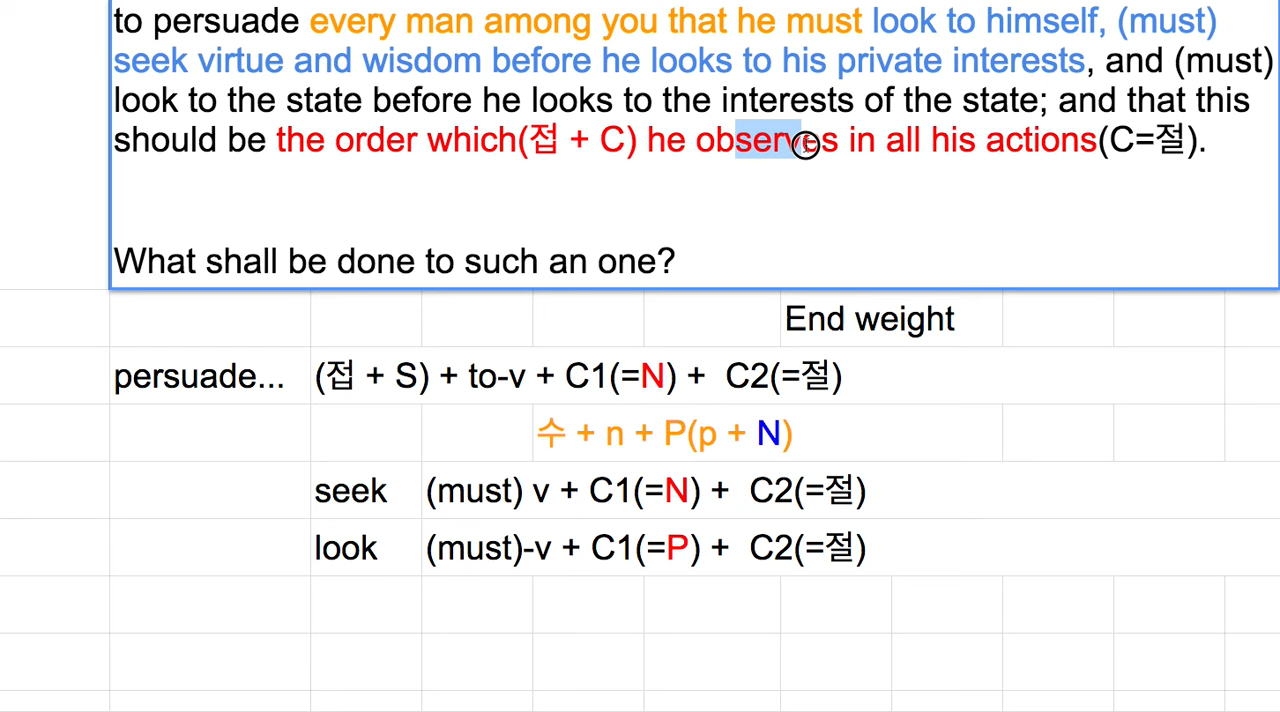 to persuade every man among you that he must look to himself, (must)
seek virtue and wisdom before he looks to his private interests, and (must)
look to the state before he looks to the interests of the state; and that this
should be the order which(접 + C) he observes in all his actions(C=절).
What shall be done to such an one?
End weight
persuade... (접 + S) + to-v + C1(=N) + C2(=절)
수 + n + P(p + N)
seek (must) v + C1(=N) + C2(=절)
look (must)-v + C1(=P) + C2(=절)